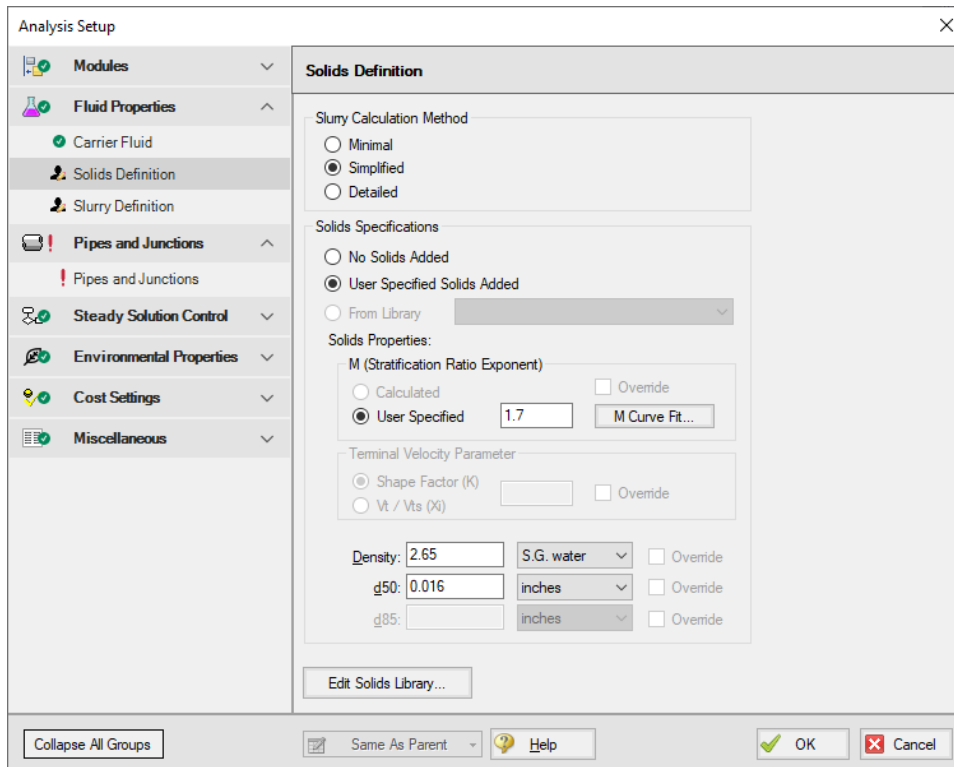 Analysis Setup
Modules
Fluid Properties
Carrier Fluid
Solids Definition
Slurry Definition
Pipes and Junctions
! Pipes and Junctions
Steady Solution Control
Environmental Properties
Cost Settings
Miscellaneous
Solids Definition
Slurry Calculation Method
Minimal
Simplified
Detailed
Solids Specifications
No Solids Added
User Specified Solids Added
From Library
Solids Properties:
M (Stratification Ratio Exponent)
Calculated Override
User Specified 1.7 M Curve Fit...
Terminal Velocity Parameter
Shape Factor (K) Override
Vt / Vts (Xi)
Density: 2.65 S.G. water Override
d50: 0.016 inches Override
d85: inches Override
Edit Solids Library...
Collapse All Groups Same As Parent Help OK Cancel